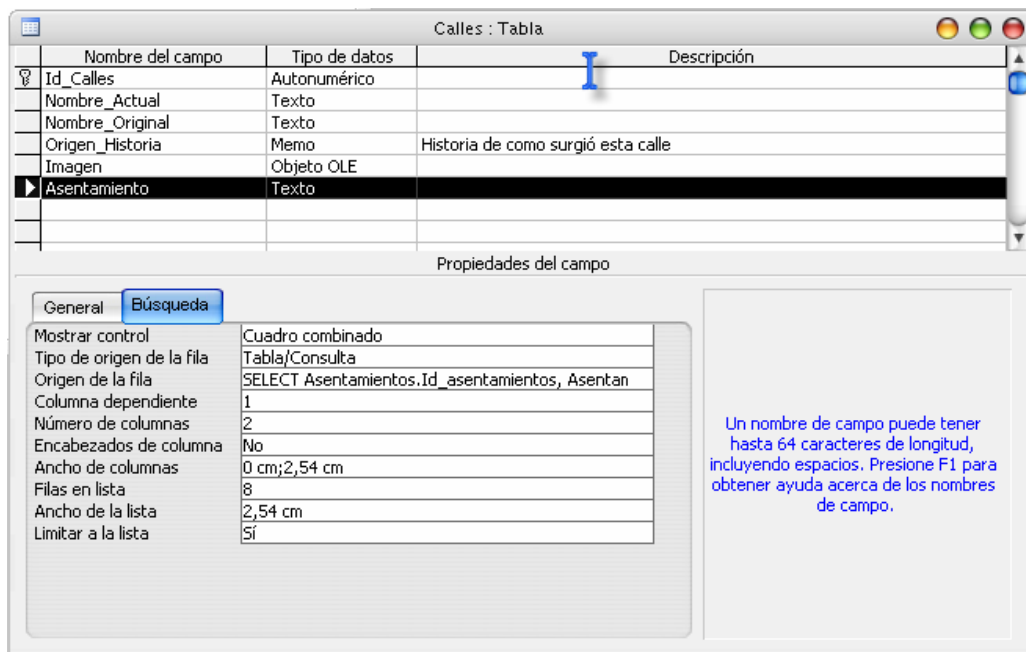 Calles : Tabla
Nombre del campo Tipo de datos Descripción
Id_Calles Autonumérico
Nombre_Actual Texto
Nombre_Original Texto
Origen_Historia Memo Historia de como surgió esta calle
Imagen Objeto OLE
Asentamiento Texto
Propiedades del campo
General Búsqueda
Mostrar control Cuadro combinado
Tipo de origen de la fila Tabla/Consulta
Origen de la fila SELECT Asentamientos.Id_asentamientos, Asentan
Columna dependiente 1
Número de columnas 2
Encabezados de columna No
Ancho de columnas 0 cm;2,54 cm
Filas en lista 8
Ancho de la lista 2,54 cm
Limitar a la lista Sí
Un nombre de campo puede tener
hasta 64 caracteres de longitud,
incluyendo espacios. Presione F1 para
obtener ayuda acerca de los nombres
de campo.